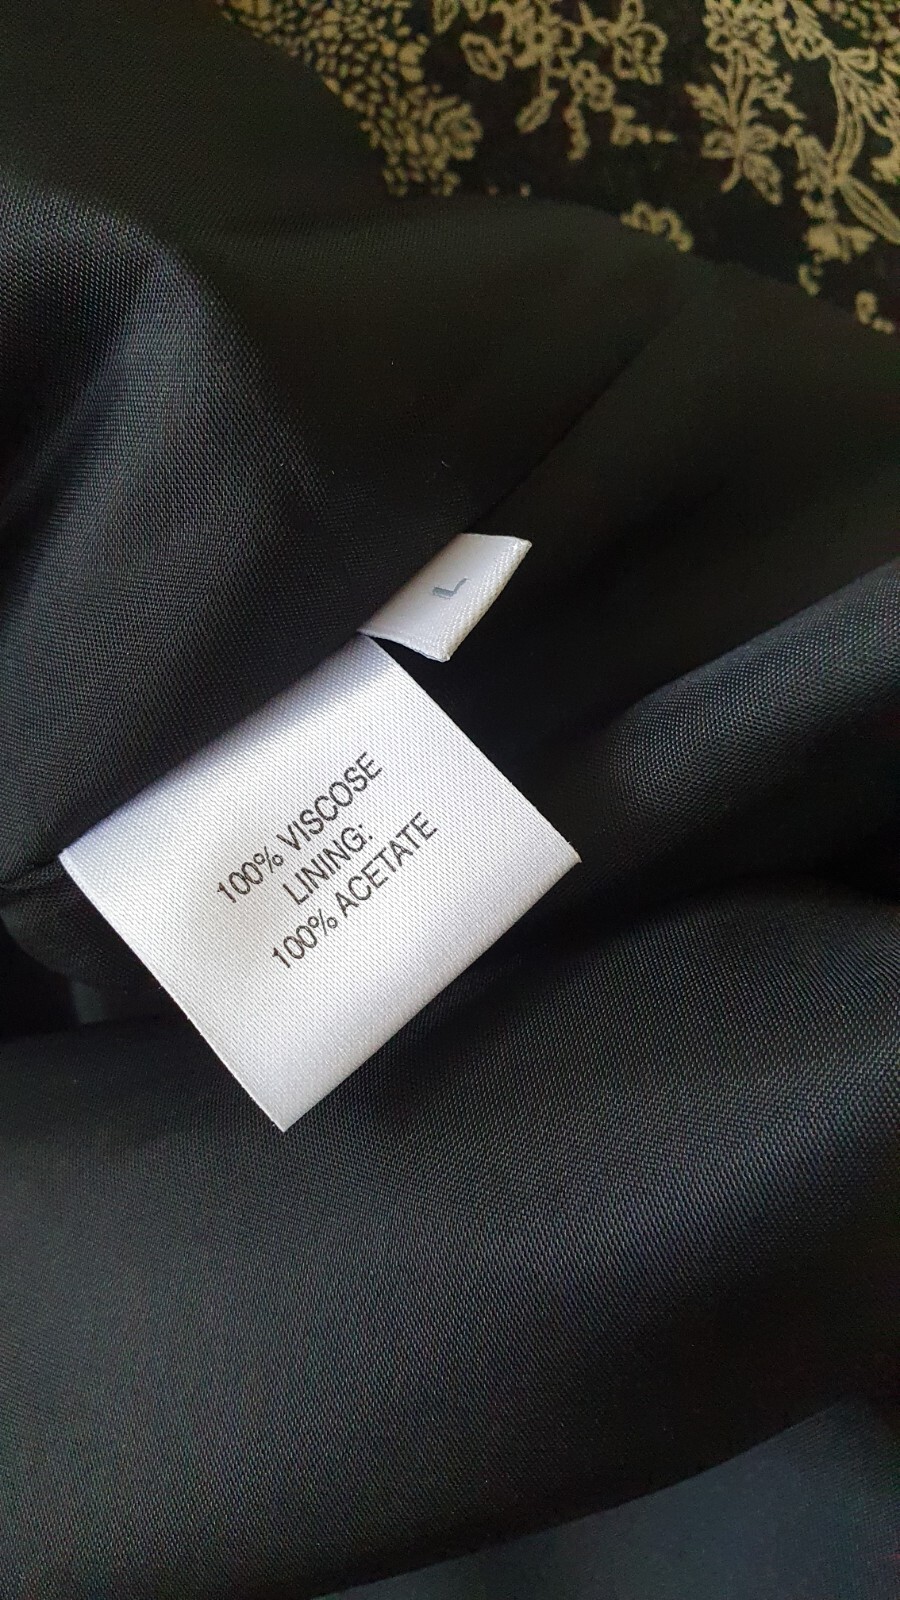 L
100% VISCOSE
LINING:
100% ACETATE